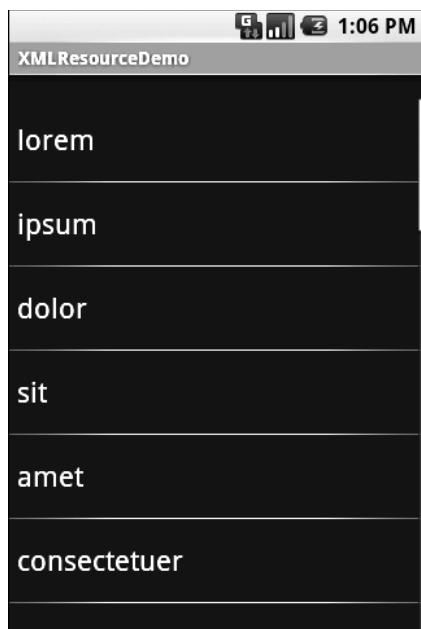 G
1:06 PM
XMLResourceDemo
lorem
ipsum
dolor
sit
amet
consectetuer